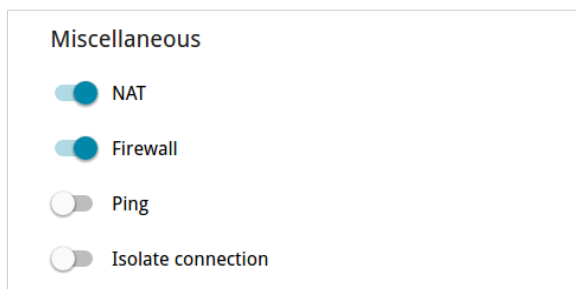 Miscellaneous
NAT
Firewall
Ping
Isolate connection